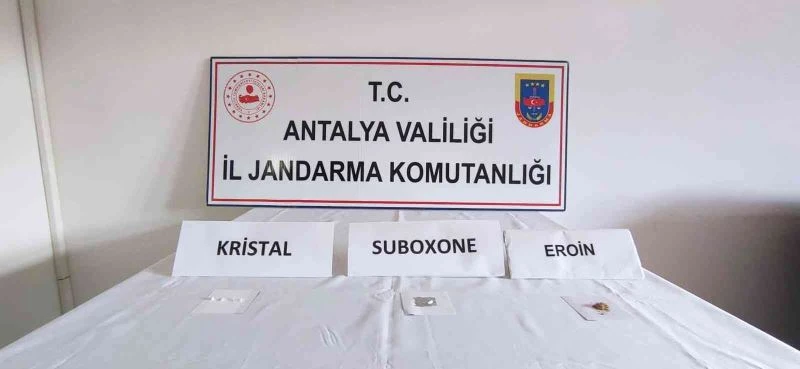 T.C.
ANTALYA VALİLİĞİ
İL JANDARMA KOMUTANLIĞI
KRİSTAL
SUBOXONE
EROİN